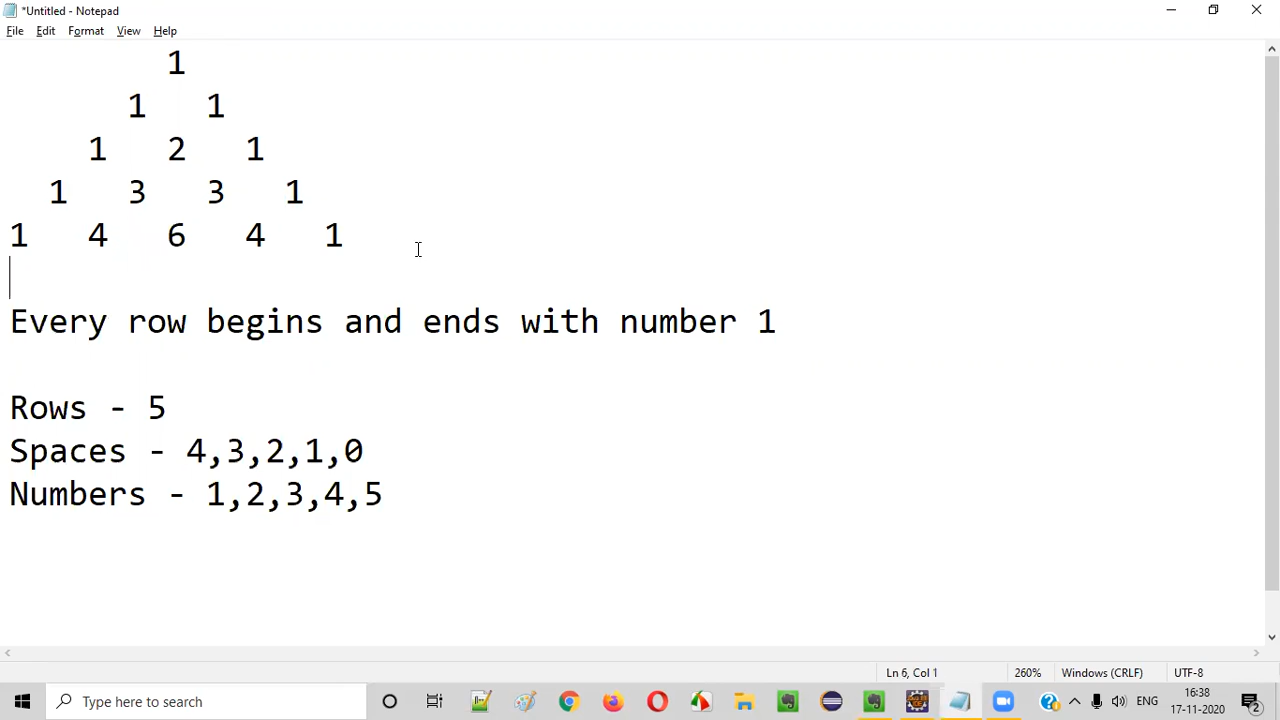 *Untitled - Notepad
File Edit Format View Help
1
1 1
1 2 1
1 3 3 1
1 4 6 4 1
Every row begins and ends with number 1
Rows - 5
Spaces - 4,3,2,1,0
Numbers - 1,2,3,4,5
Ln 6, Col 1 260% Windows (CRLF) UTF-8
Type here to search
ENG
16:38
17-11-2020
2